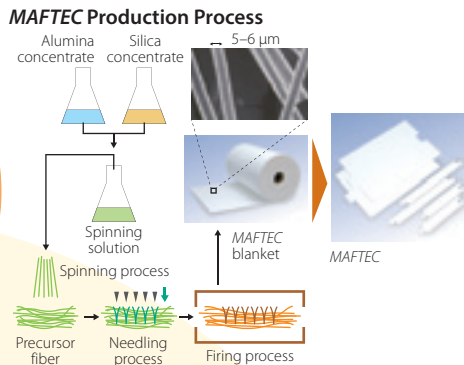 MAFTEC Production Process
Alumina
concentrate
Silica
concentrate
5–6 μm
Spinning
solution
Spinning process
MAFTEC
blanket
MAFTEC
Precursor
fiber
Needling
process
Firing process